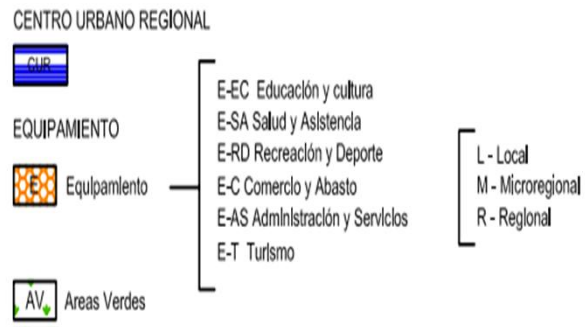 CENTRO URBANO REGIONAL
CUR
EQUIPAMIENTO
E Equipamiento
E-EC Educación y cultura
E-SA Salud y Asistencia
E-RD Recreación y Deporte
E-C Comercio y Abasto
E-AS Administración y Servicios
E-T Turismo
L - Local
M - Microregional
R - Regional
AV Areas Verdes